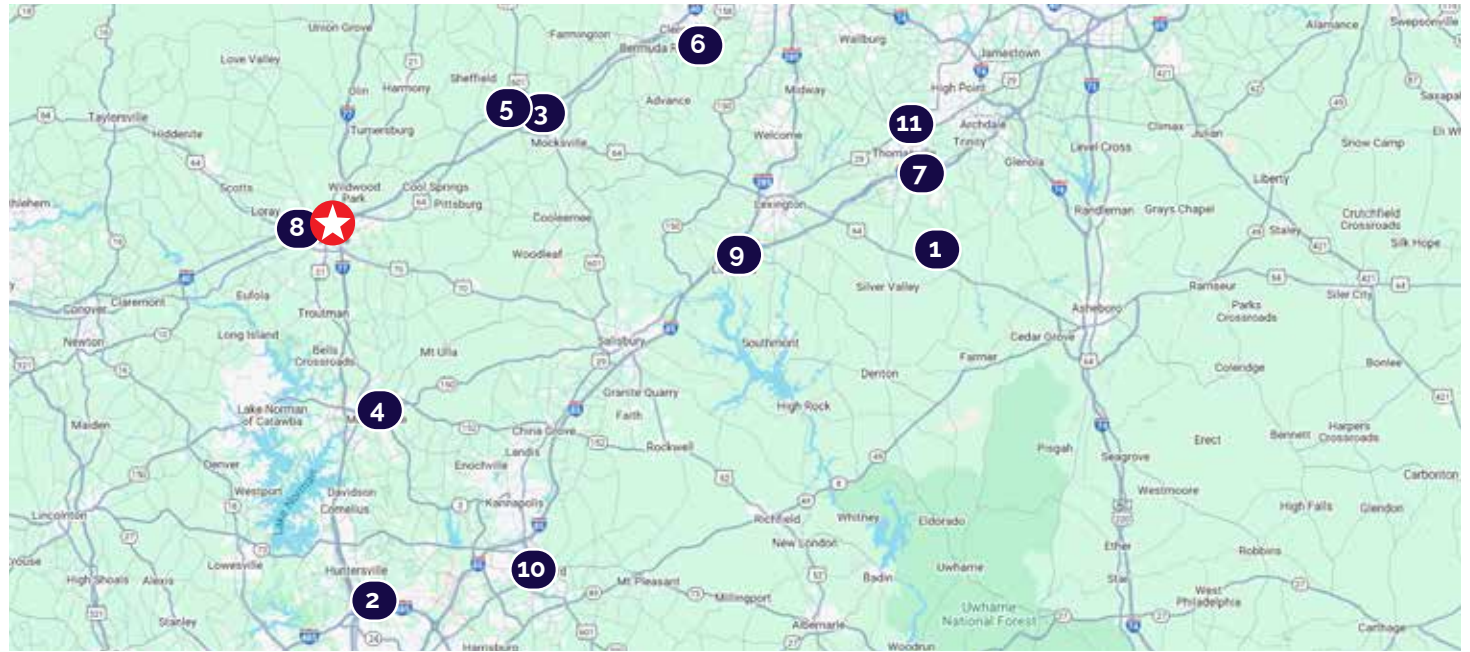 Union Grove
Farmington
Bermuda R
6
Wallburg
Jamestown
Alamance
Swepsonville
Love Valley
Sheffield
Harmony
Olin
Advance
Midway
High Point
Saxapa
Taylorsville
Hiddenite
Turnersburg
5
3
Mocksville
Welcome
11
Archdale
Trinity
Climax
Julian
Snow Camp
Eli W
Level Cross
Thoma
7
Glenola
Scotts
Wildwood
Park
Cool Springs
Pittsburg
Liberty
thlehem
Loray
8
Cooleemee
Lexington
Randleman
Grays Chapel
Crutchfield
Crossroads
Staley
Silk Hope
Woodleaf
9
1
Silver Valley
Ramseur
Siler City
Parks
Crossroads
Claremont
Conover
Eufola
Troutman
Asheboro
Newton
Long Island
Bells
Crossroads
Mt Ulla
Salisbury
Southmont
Cedar Grove
Farmer
Bonlee
Coleridge
Denton
Granite Quarry
Faith
High Rock
Lake Norman
of Catawba
4
Maiden
China Grove
Landis
Rockwell
Pisgah
Erect
Bennett
Harpers
Crossroads
Seagrove
Denver
Enochville
Carbonton
Westport
Davidson
Cornelius
Kannapolis
Westmoore
Lake Norman
Lincolnton
Richfield
Whitney
Eldorado
High Falls
Glendon
New London
Ether
Robbins
Lowesville
Huntersville
10
High Shoals
Alexis
Mt Pleasant
Badin
Uwharrie
Star
West
Philadelphia
2
Millingport
Uwharrie
National Forest
Stanley
Albemarle
Carthage
Harrisburg
Woodrun